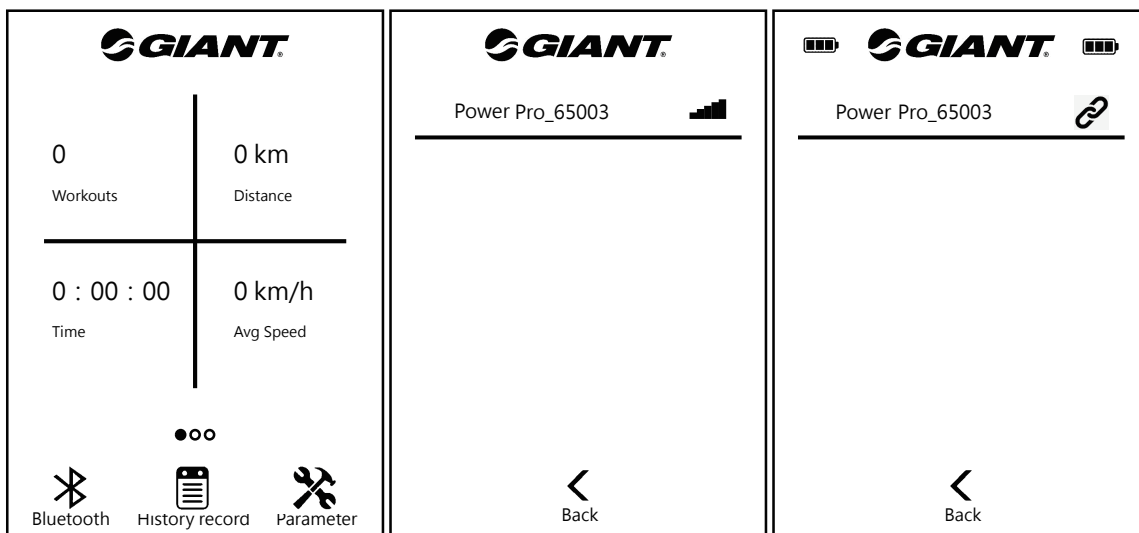 GIANT
0
0 km
Workouts
Distance
0 : 00 : 00
0 km/h
Time
Avg Speed
Bluetooth
History record
Parameter
GIANT
Power Pro_65003
Back
GIANT
Power Pro_65003
Back